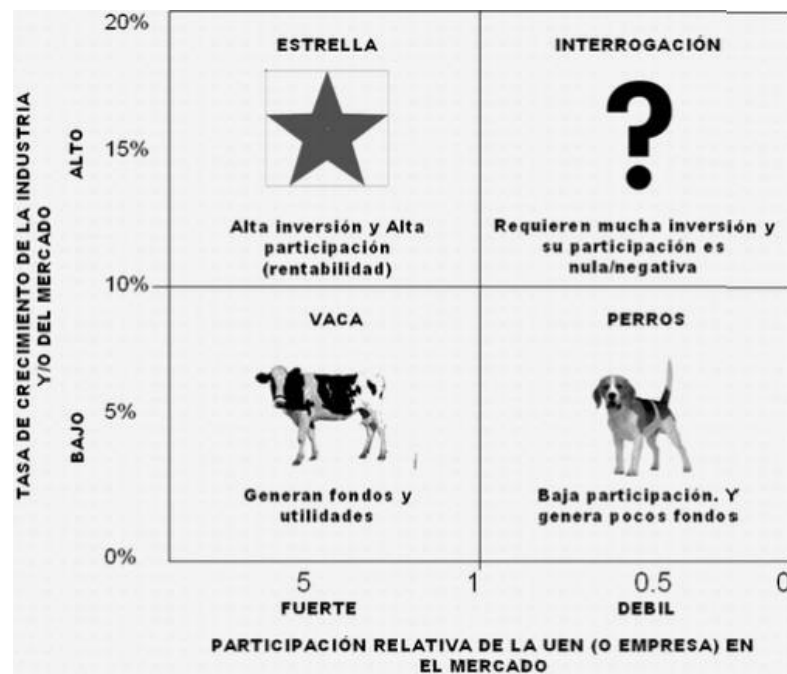 TASA DE CRECIMIENTO DE LA INDUSTRIA
Y/O DEL MERCADO
ALTO
BAJO
20%
15%
10%
5%
0%
ESTRELLA
Alta inversión y Alta
participación
(rentabilidad)
INTERROGACIÓN
?
Requieren mucha inversión y
su participación es
nula/negativa
VACA
Generan fondos y
utilidades
PERROS
Baja participación. Y
genera pocos fondos
5 1 0.5 0
FUERTE DEBIL
PARTICIPACIÓN RELATIVA DE LA UEN (O EMPRESA) EN
EL MERCADO